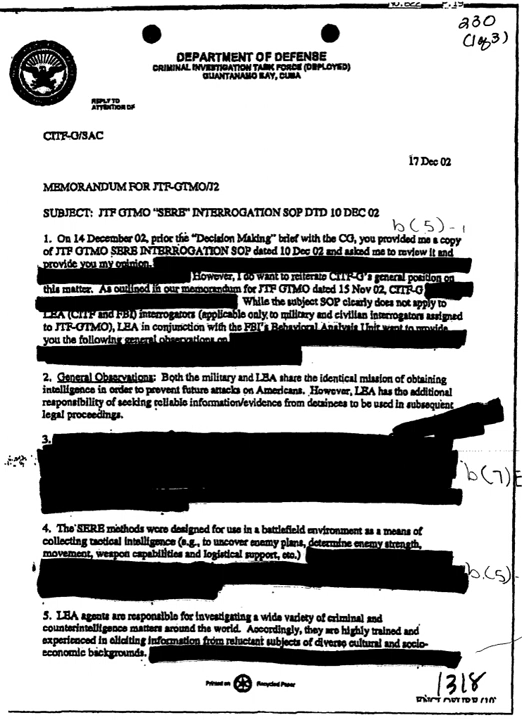 230
(1 of 3)
DEPARTMENT OF DEFENSE
CRIMINAL INVESTIGATION TASK FORCE (DEPLOYED)
GUANTANAMO BAY, CUBA
REPLY TO
ATTENTION OF
CITF-G/SAC
17 Dec 02
MEMORANDUM FOR JTF-GTMO/J2
SUBJECT: JTF GTMO "SERE" INTERROGATION SOP DTD 10 DEC 02
b(5)-1
1. On 14 December 02, prior the "Decision Making" brief with the CG, you provided me a copy
of JTF GTMO SERE INTERROGATION SOP dated 10 Dec 02 and asked me to review it and
provide you my opinion.
However, I do want to reiterate CITF-G's general position on
this matter. As outlined in our memorandum for JTF GTMO dated 15 Nov 02, CITF-G
While the subject SOP clearly does not apply to
LEA (CITF and FBI) interrogators (applicable only to military and civilian interrogators assigned
to JTF-GTMO), LEA in conjunction with the FBI's Behavioral Analysis Unit want to provide
you the following general observations on
2. General Observations: Both the military and LEA share the identical mission of obtaining
intelligence in order to prevent future attacks on Americans. However, LEA has the additional
responsibility of seeking reliable information/evidence from detainees to be used in subsequent
legal proceedings.
3.
b(7)E
4. The SERE methods were designed for use in a battlefield environment as a means of
collecting tactical intelligence (e.g., to uncover enemy plans, determine enemy strength,
movement, weapon capabilities and logistical support, etc.)
b(5)-
5. LEA agents are responsible for investigating a wide variety of criminal and
counterintelligence matters around the world. Accordingly, they are highly trained and
experienced in eliciting information from reluctant subjects of diverse cultural and socio-
economic backgrounds.
Printed on Recycled Paper
1318